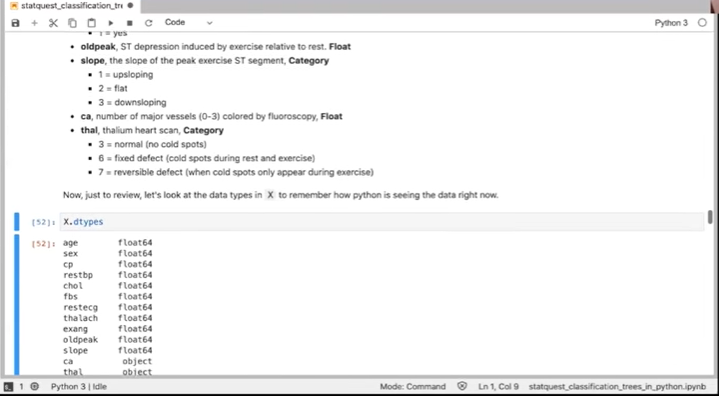 statquest_classification_tre
Code
Python 3
1 = yes
oldpeak, ST depression induced by exercise relative to rest. Float
slope, the slope of the peak exercise ST segment, Category
1 = upsloping
2 = flat
3 = downsloping
ca, number of major vessels (0-3) colored by fluoroscopy, Float
thal, thalium heart scan, Category
3 = normal (no cold spots)
6 = fixed defect (cold spots during rest and exercise)
7 = reversible defect (when cold spots only appear during exercise)
Now, just to review, let's look at the data types in X to remember how python is seeing the data right now.
[52]: X.dtypes
[52]: age float64
sex float64
cp float64
restbp float64
chol float64
fbs float64
restecg float64
thalach float64
exang float64
oldpeak float64
slope float64
ca object
thal object
1 Python 3 | Idle Mode: Command Ln 1, Col 9 statquest_classification_trees_in_python.ipynb